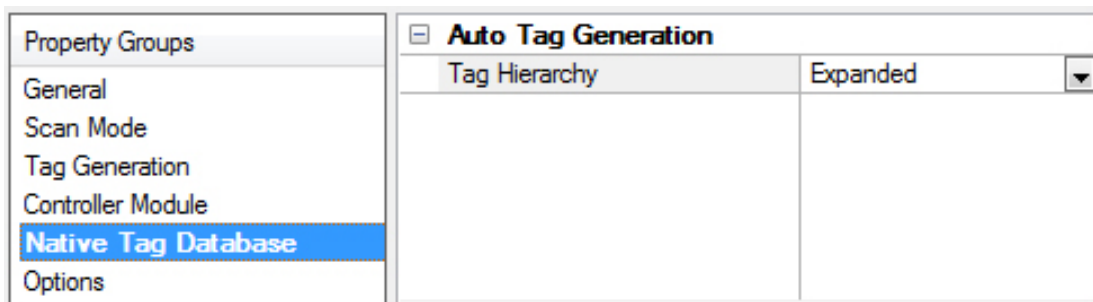 Property Groups
General
Scan Mode
Tag Generation
Controller Module
Native Tag Database
Options
Auto Tag Generation
Tag Hierarchy Expanded